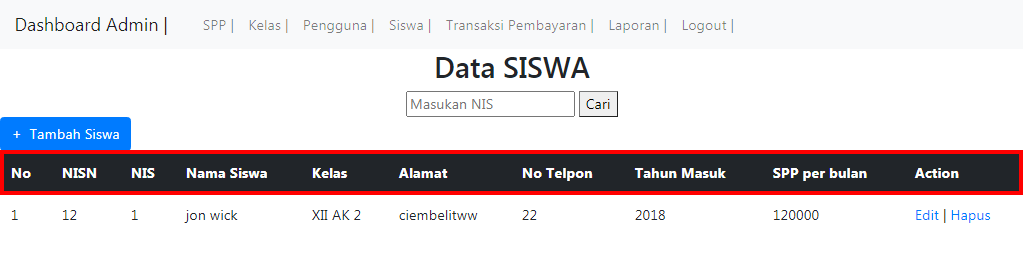 Dashboard Admin | SPP | Kelas | Pengguna | Siswa | Transaksi Pembayaran | Laporan | Logout |
Data SISWA
Masukan NIS Cari
+ Tambah Siswa
No NISN NIS Nama Siswa Kelas Alamat No Telpon Tahun Masuk SPP per bulan Action
1 12 1 jon wick XII AK 2 ciembelitww 22 2018 120000 Edit | Hapus